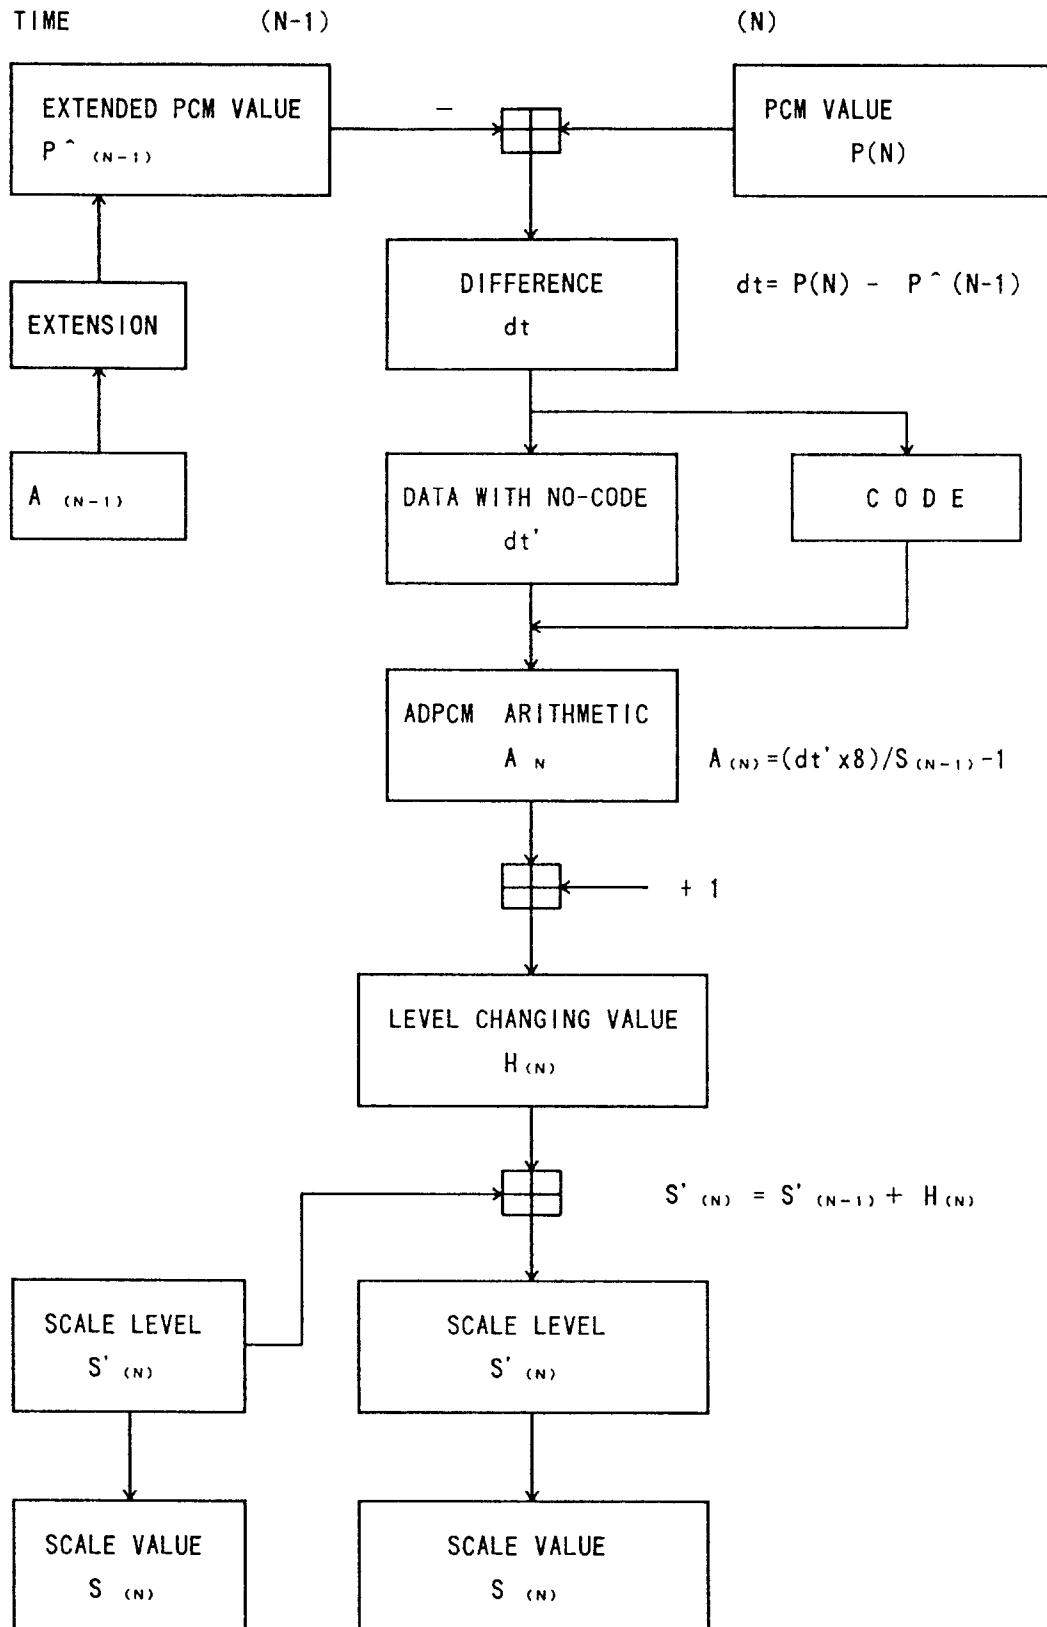 TIME (N-1) (N)
EXTENDED PCM VALUE
P^ (N-1)
−
PCM VALUE
P(N)
EXTENSION
A (N-1)
DIFFERENCE
dt
dt= P(N) - P^(N-1)
DATA WITH NO-CODE
dt'
CODE
ADPCM ARITHMETIC
A N
A(N)=(dt'x8)/S(N-1)-1
+1
LEVEL CHANGING VALUE
H(N)
S'(N) = S'(N-1) + H(N)
SCALE LEVEL
S'(N)
SCALE LEVEL
S'(N)
SCALE VALUE
S (N)
SCALE VALUE
S (N)